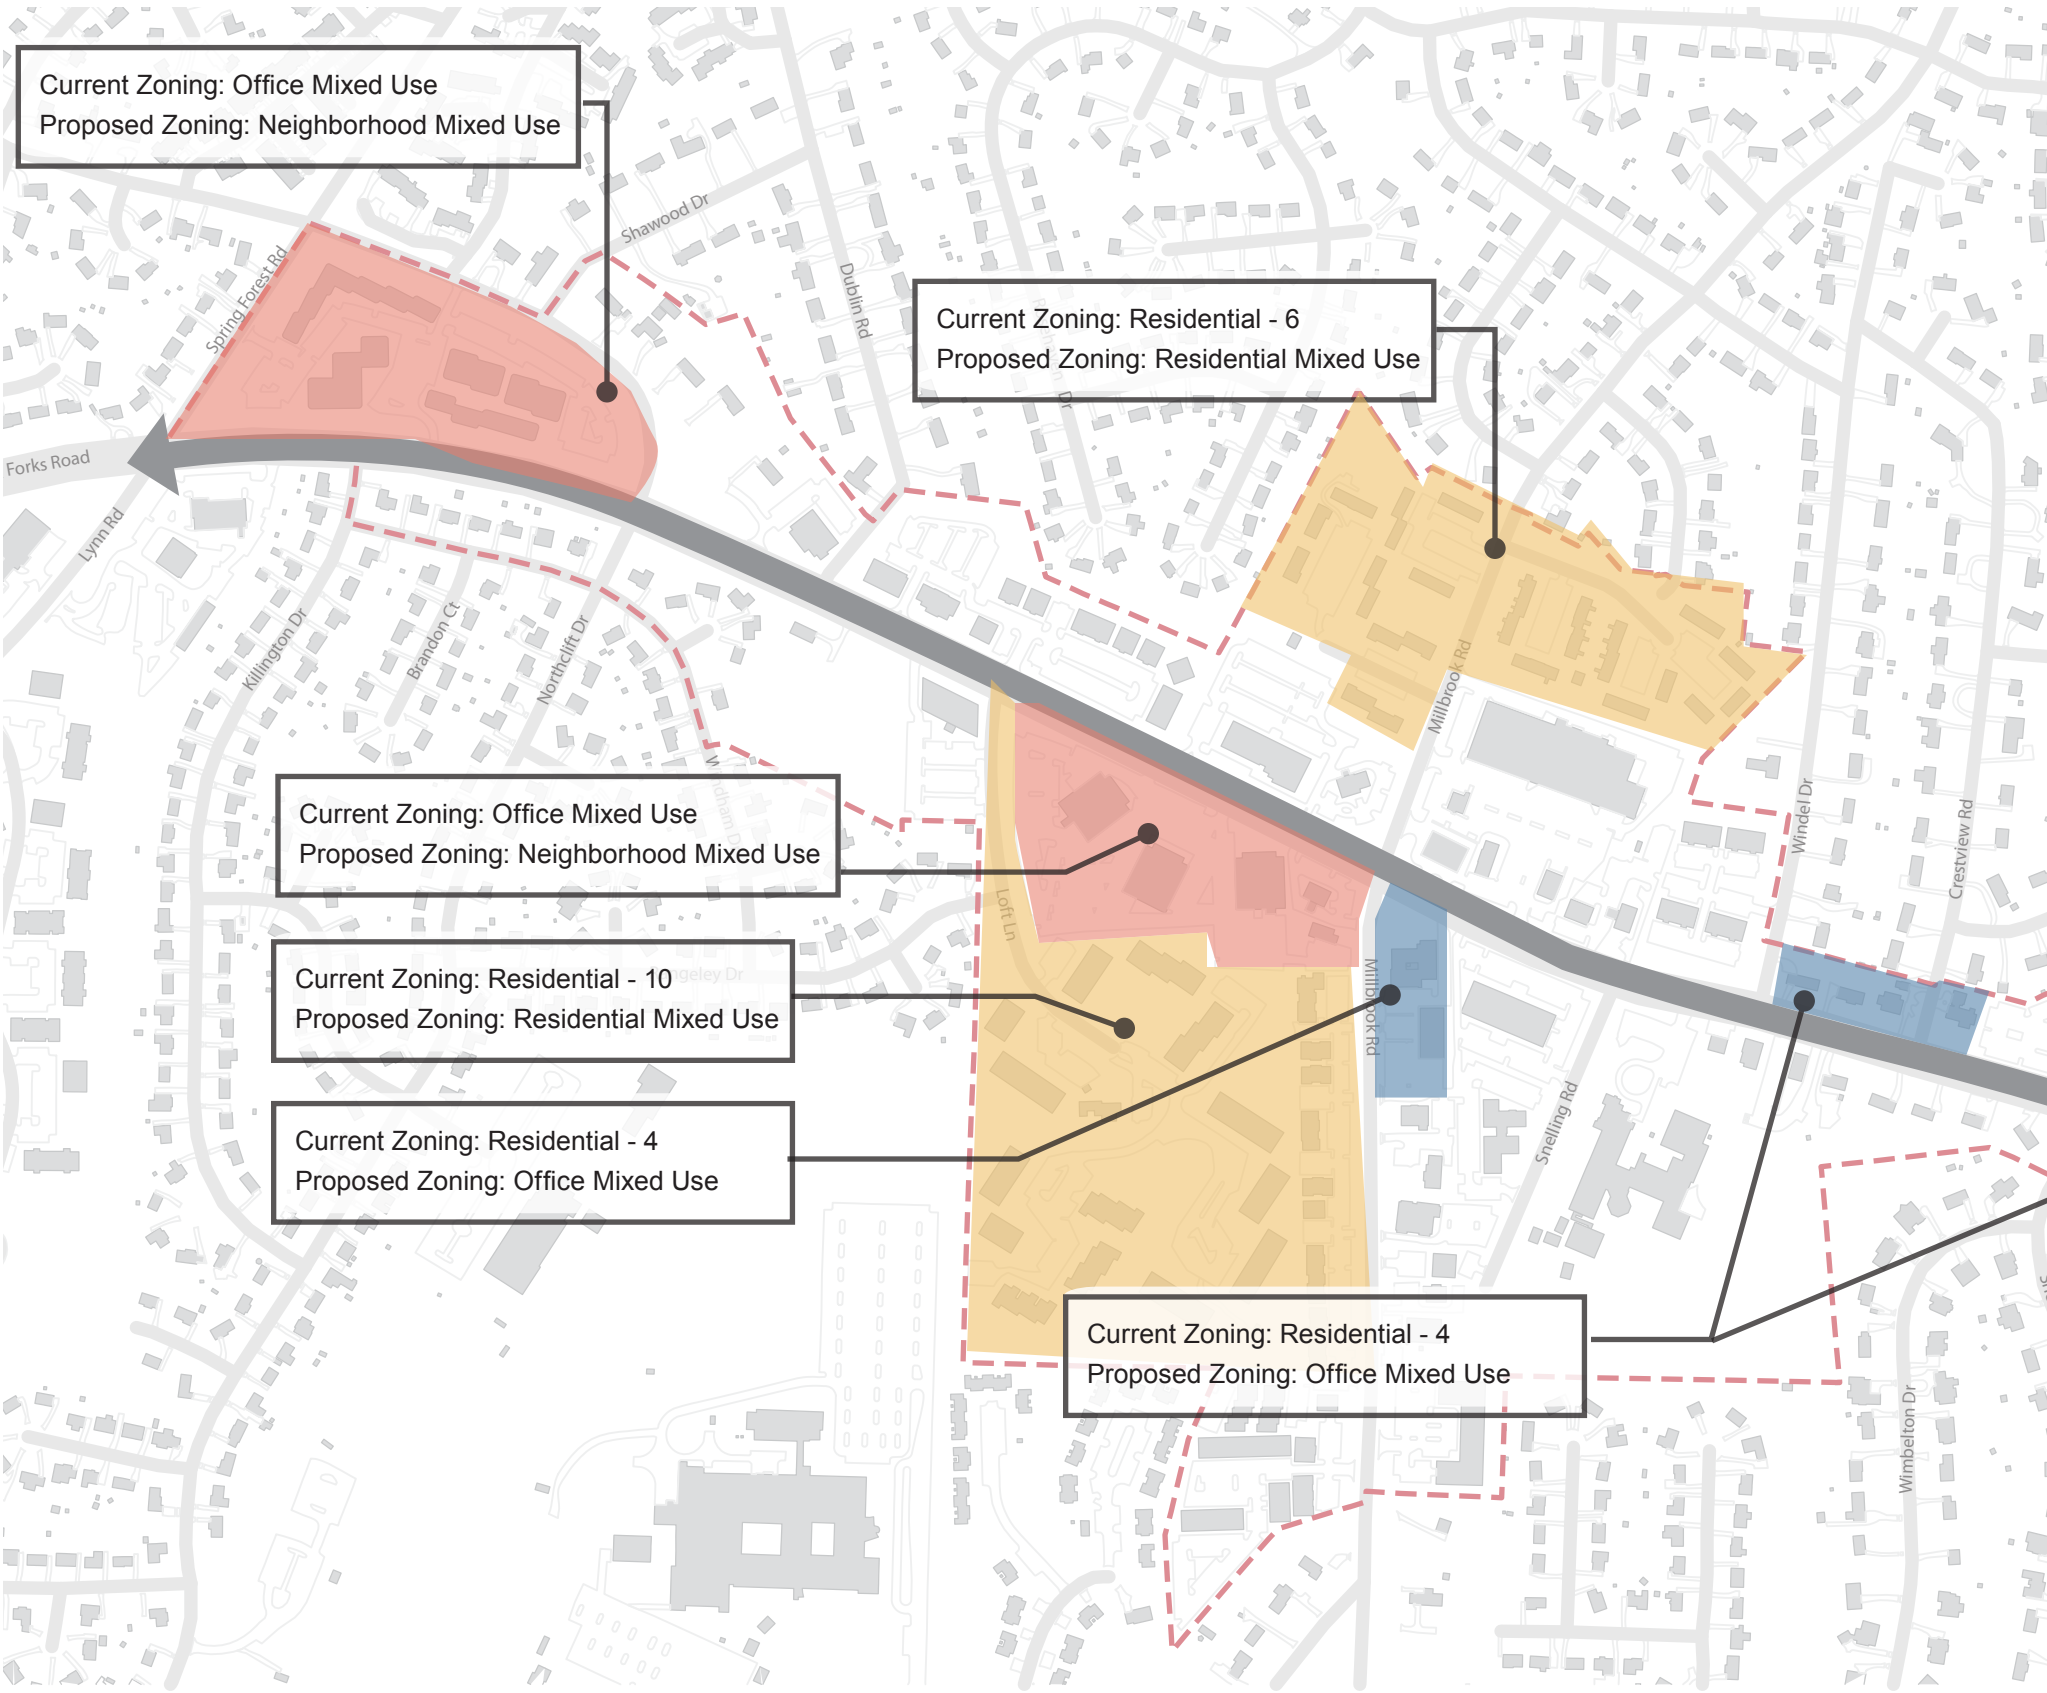 Current Zoning: Office Mixed Use
Proposed Zoning: Neighborhood Mixed Use
Shawood Dr
Spring Forest Rd
Dublin Rd
Current Zoning: Residential - 6
Proposed Zoning: Residential Mixed Use
Dr
Forks Road
Lynn Rd
Killington Dr
Brandon Ct
Northclift Dr
Millbrook Rd
Windel Dr
Crestview Rd
Current Zoning: Office Mixed Use
Proposed Zoning: Neighborhood Mixed Use
Loft Ln
Current Zoning: Residential - 10
Proposed Zoning: Residential Mixed Use
Millbrook Rd
Snelling Rd
Current Zoning: Residential - 4
Proposed Zoning: Office Mixed Use
Current Zoning: Residential - 4
Proposed Zoning: Office Mixed Use
Wimbelton Dr